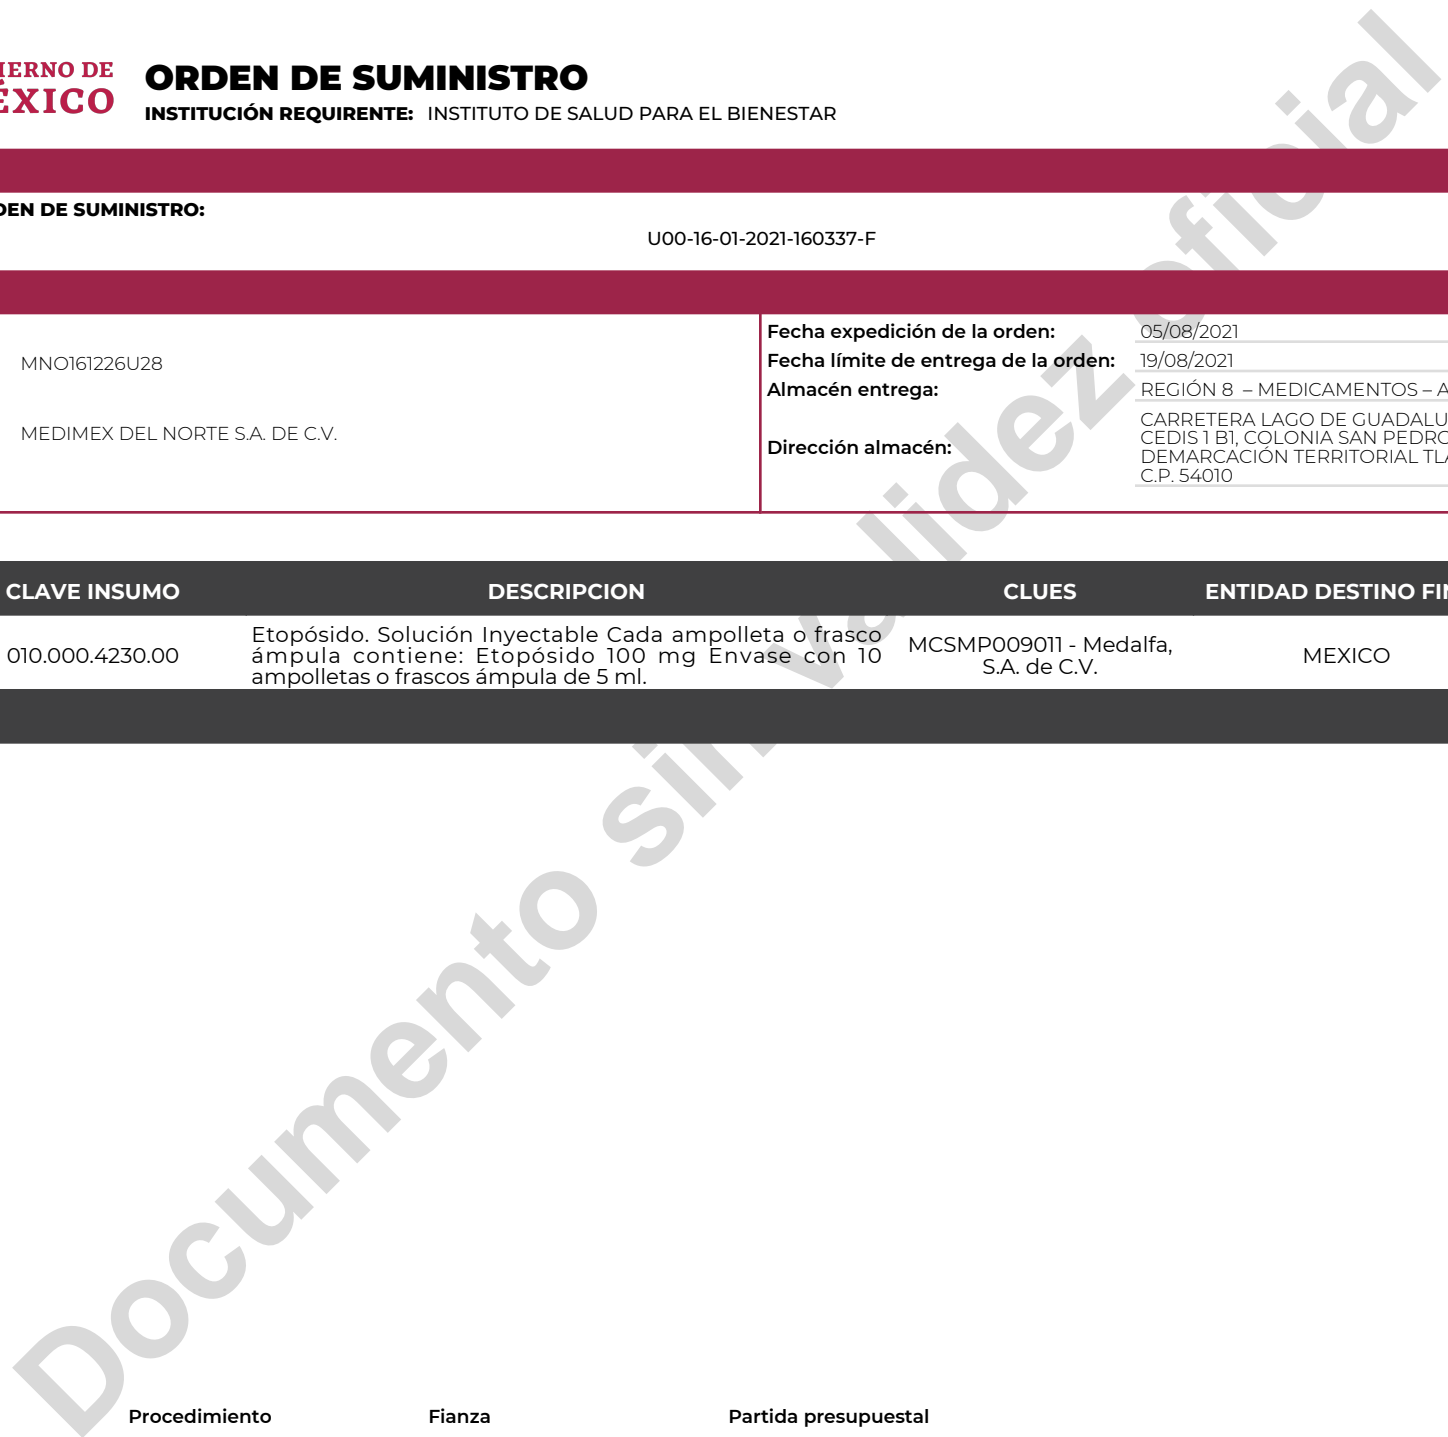 IERNO DE
ÉXICO
ORDEN DE SUMINISTRO
INSTITUCIÓN REQUIRENTE: INSTITUTO DE SALUD PARA EL BIENESTAR
DEN DE SUMINISTRO:
U00-16-01-2021-160337-F
MNO161226U28
MEDIMEX DEL NORTE S.A. DE C.V.
Fecha expedición de la orden: 05/08/2021
Fecha límite de entrega de la orden: 19/08/2021
Almacén entrega: REGIÓN 8 – MEDICAMENTOS – A
Dirección almacén:
CARRETERA LAGO DE GUADALU
CEDIS 1 B1, COLONIA SAN PEDRO
DEMARCACIÓN TERRITORIAL TLA
C.P. 54010
CLAVE INSUMO DESCRIPCION CLUES ENTIDAD DESTINO FIN
010.000.4230.00
Etopósido. Solución Inyectable Cada ampolleta o frasco
ámpula contiene: Etopósido 100 mg Envase con 10
ampolletas o frascos ámpula de 5 ml.
MCSMP009011 - Medalfa,
S.A. de C.V.
MEXICO
Documento sin validez oficial
Procedimiento Fianza Partida presupuestal